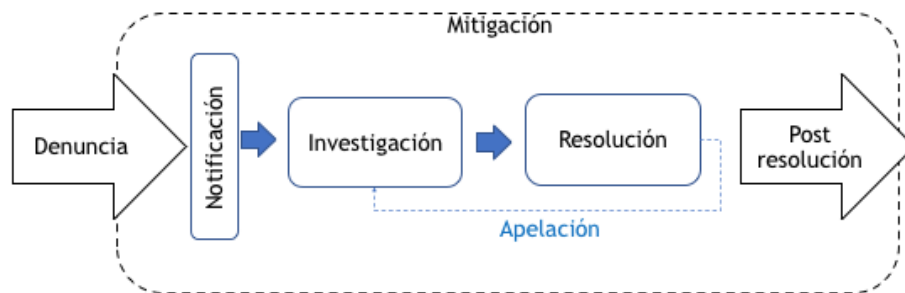 Mitigación
Denuncia
Notificación
Investigación
Resolución
Post
resolución
Apelación